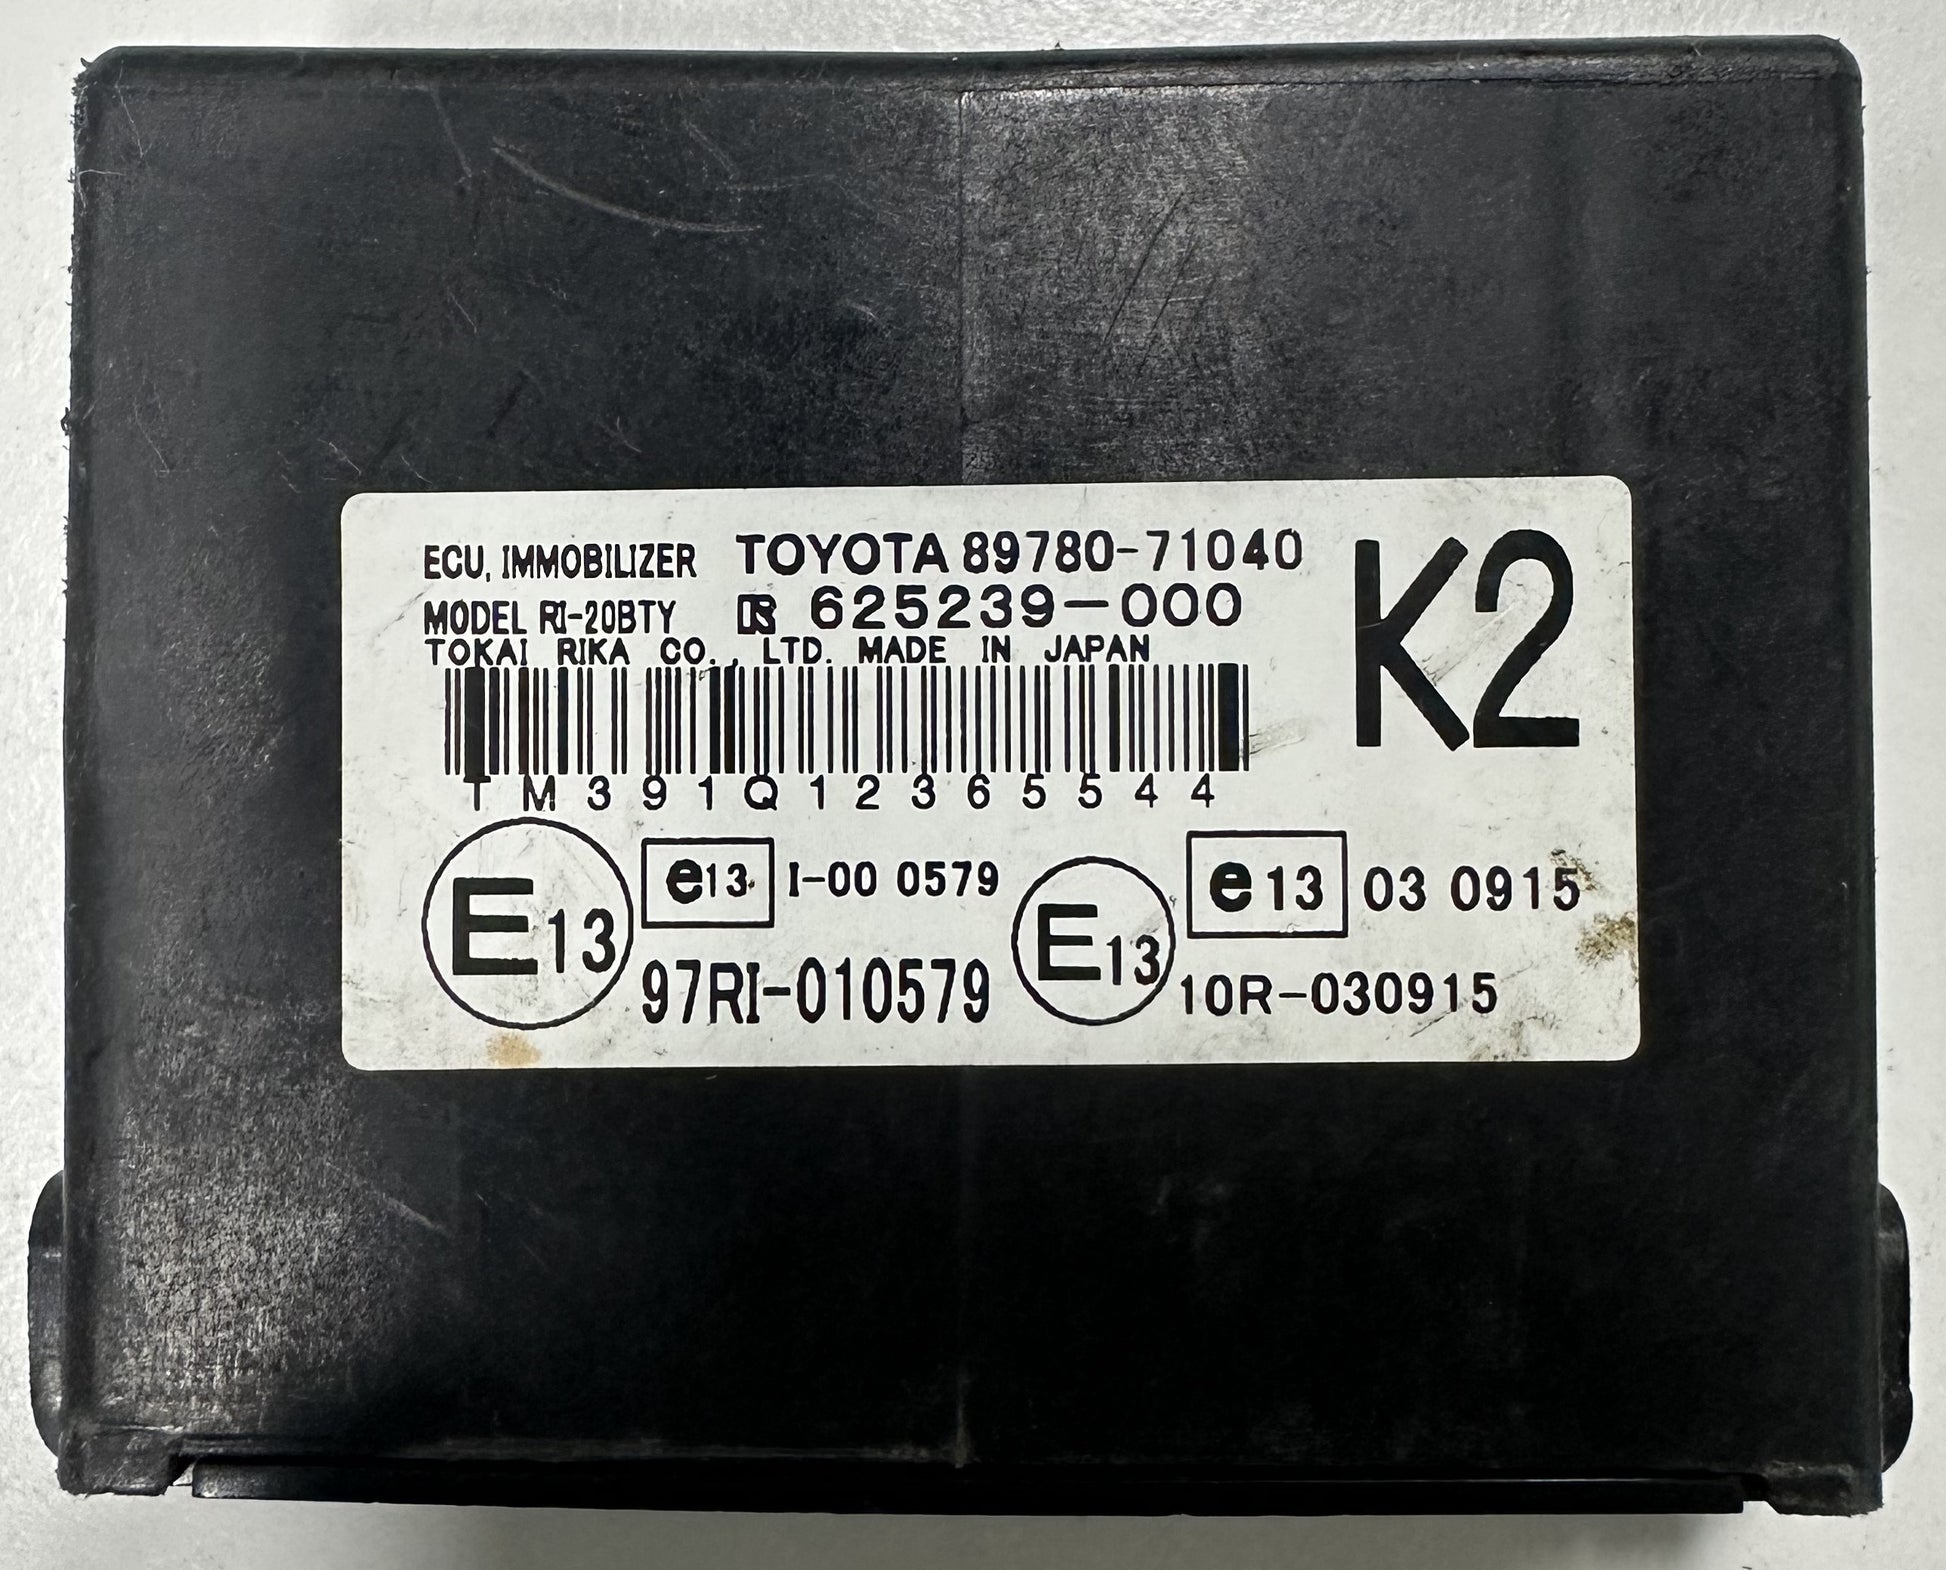 ECU, IMMOBILIZER TOYOTA 89780-71040
K2
MODEL RI-20BTY 625239-000
TOKAI RIKA CO., LTD. MADE IN JAPAN
TM391Q12365544
E13 e13 I-00 0579 E13 e13 03 0915
97RI-010579 10R-030915